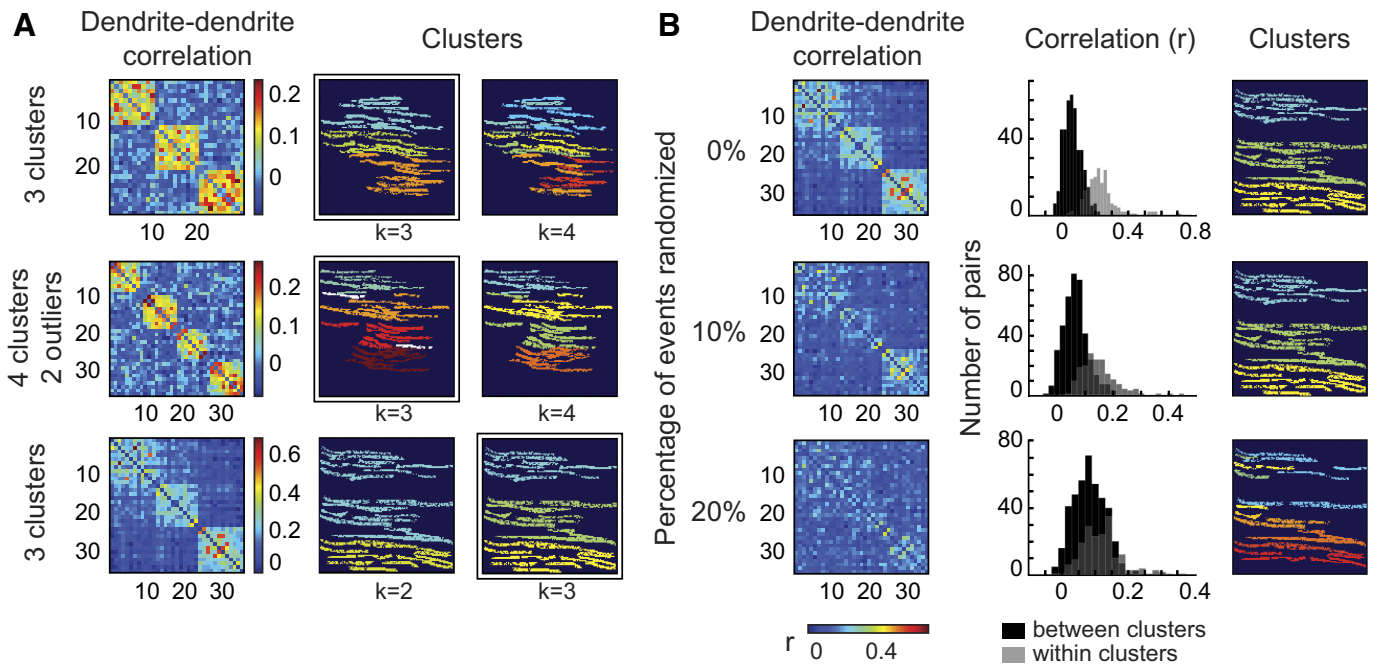 A
Dendrite-dendrite
correlation
Clusters
3 clusters
10
20
10 20
0.2
0.1
0
k=3
k=4
4 clusters
2 outliers
10
20
30
10 20 30
0.2
0.1
0
k=3
k=4
3 clusters
10
20
30
10 20 30
0.6
0.4
0.2
0
k=2
k=3
B
Dendrite-dendrite
correlation
Correlation (r)
Clusters
Percentage of events randomized
Number of pairs
0%
10
20
30
10 20 30
40
0
0 0.4 0.8
10%
10
20
30
10 20 30
80
40
0
0 0.2 0.4
20%
10
20
30
10 20 30
80
40
0
0 0.2 0.4
r 0 0.4
between clusters
within clusters